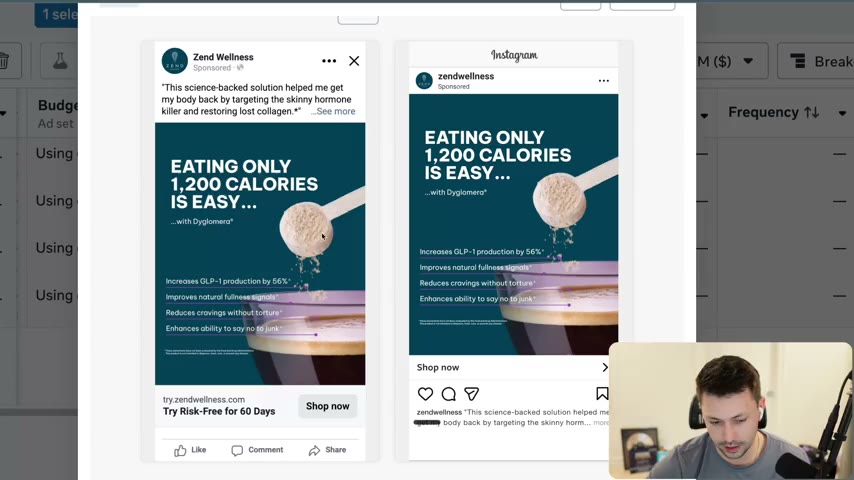 1 sele
M ($)
Break
Budge
Ad set
Frequency
Using
Using
Using
Using
Zend Wellness
Sponsored
"This science-backed solution helped me get
my body back by targeting the skinny hormone
killer and restoring lost collagen.*" ...See more
ZEND
EATING ONLY
1,200 CALORIES
IS EASY...
...with Dyglomera®
Increases GLP-1 production by 56%*
Improves natural fullness signals*
Reduces cravings without torture*
Enhances ability to say no to junk*
try.zendwellness.com
Try Risk-Free for 60 Days
Shop now
Like
Comment
Share
Instagram
zendwellness
Sponsored
EATING ONLY
1,200 CALORIES
IS EASY...
...with Dyglomera®
Increases GLP-1 production by 56%*
Improves natural fullness signals*
Reduces cravings without torture*
Enhances ability to say no to junk*
Shop now
zendwellness "This science-backed solution helped me
body back by targeting the skinny horm... more